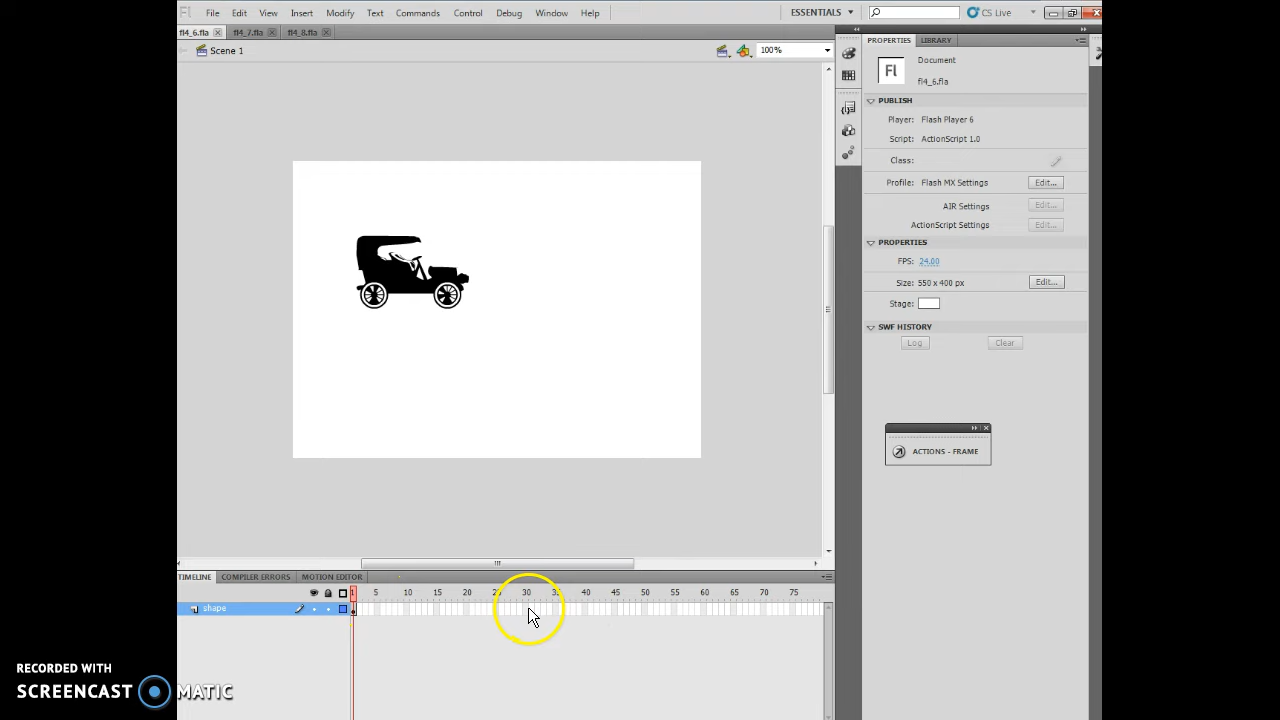 Fl File Edit View Insert Modify Text Commands Control Debug Window Help ESSENTIALS CS Live
fl4_6.fla fl4_7.fla fl4_8.fla
Scene 1 100%
PROPERTIES LIBRARY
Fl Document
fl4_6.fla
PUBLISH
Player: Flash Player 6
Script: ActionScript 1.0
Class:
Profile: Flash MX Settings Edit...
AIR Settings Edit...
ActionScript Settings Edit...
PROPERTIES
FPS: 24.00
Size: 550 x 400 px Edit...
Stage:
SWF HISTORY
Log Clear
ACTIONS - FRAME
TIMELINE COMPILER ERRORS MOTION EDITOR
1 5 10 15 20 25 30 35 40 45 50 55 60 65 70 75
shape
RECORDED WITH
SCREENCAST MATIC